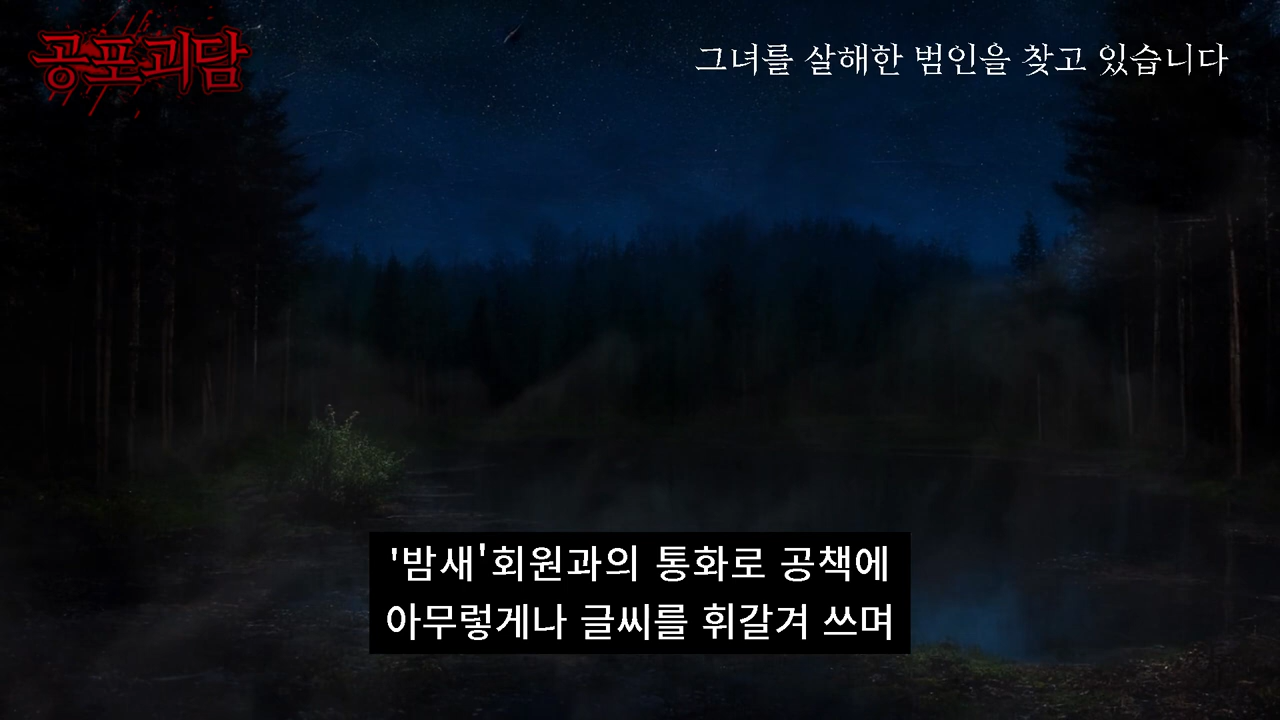 공포괴담
그녀를 살해한 범인을 찾고 있습니다
'밤새'회원과의 통화로 공책에
아무렇게나 글씨를 휘갈겨 쓰며